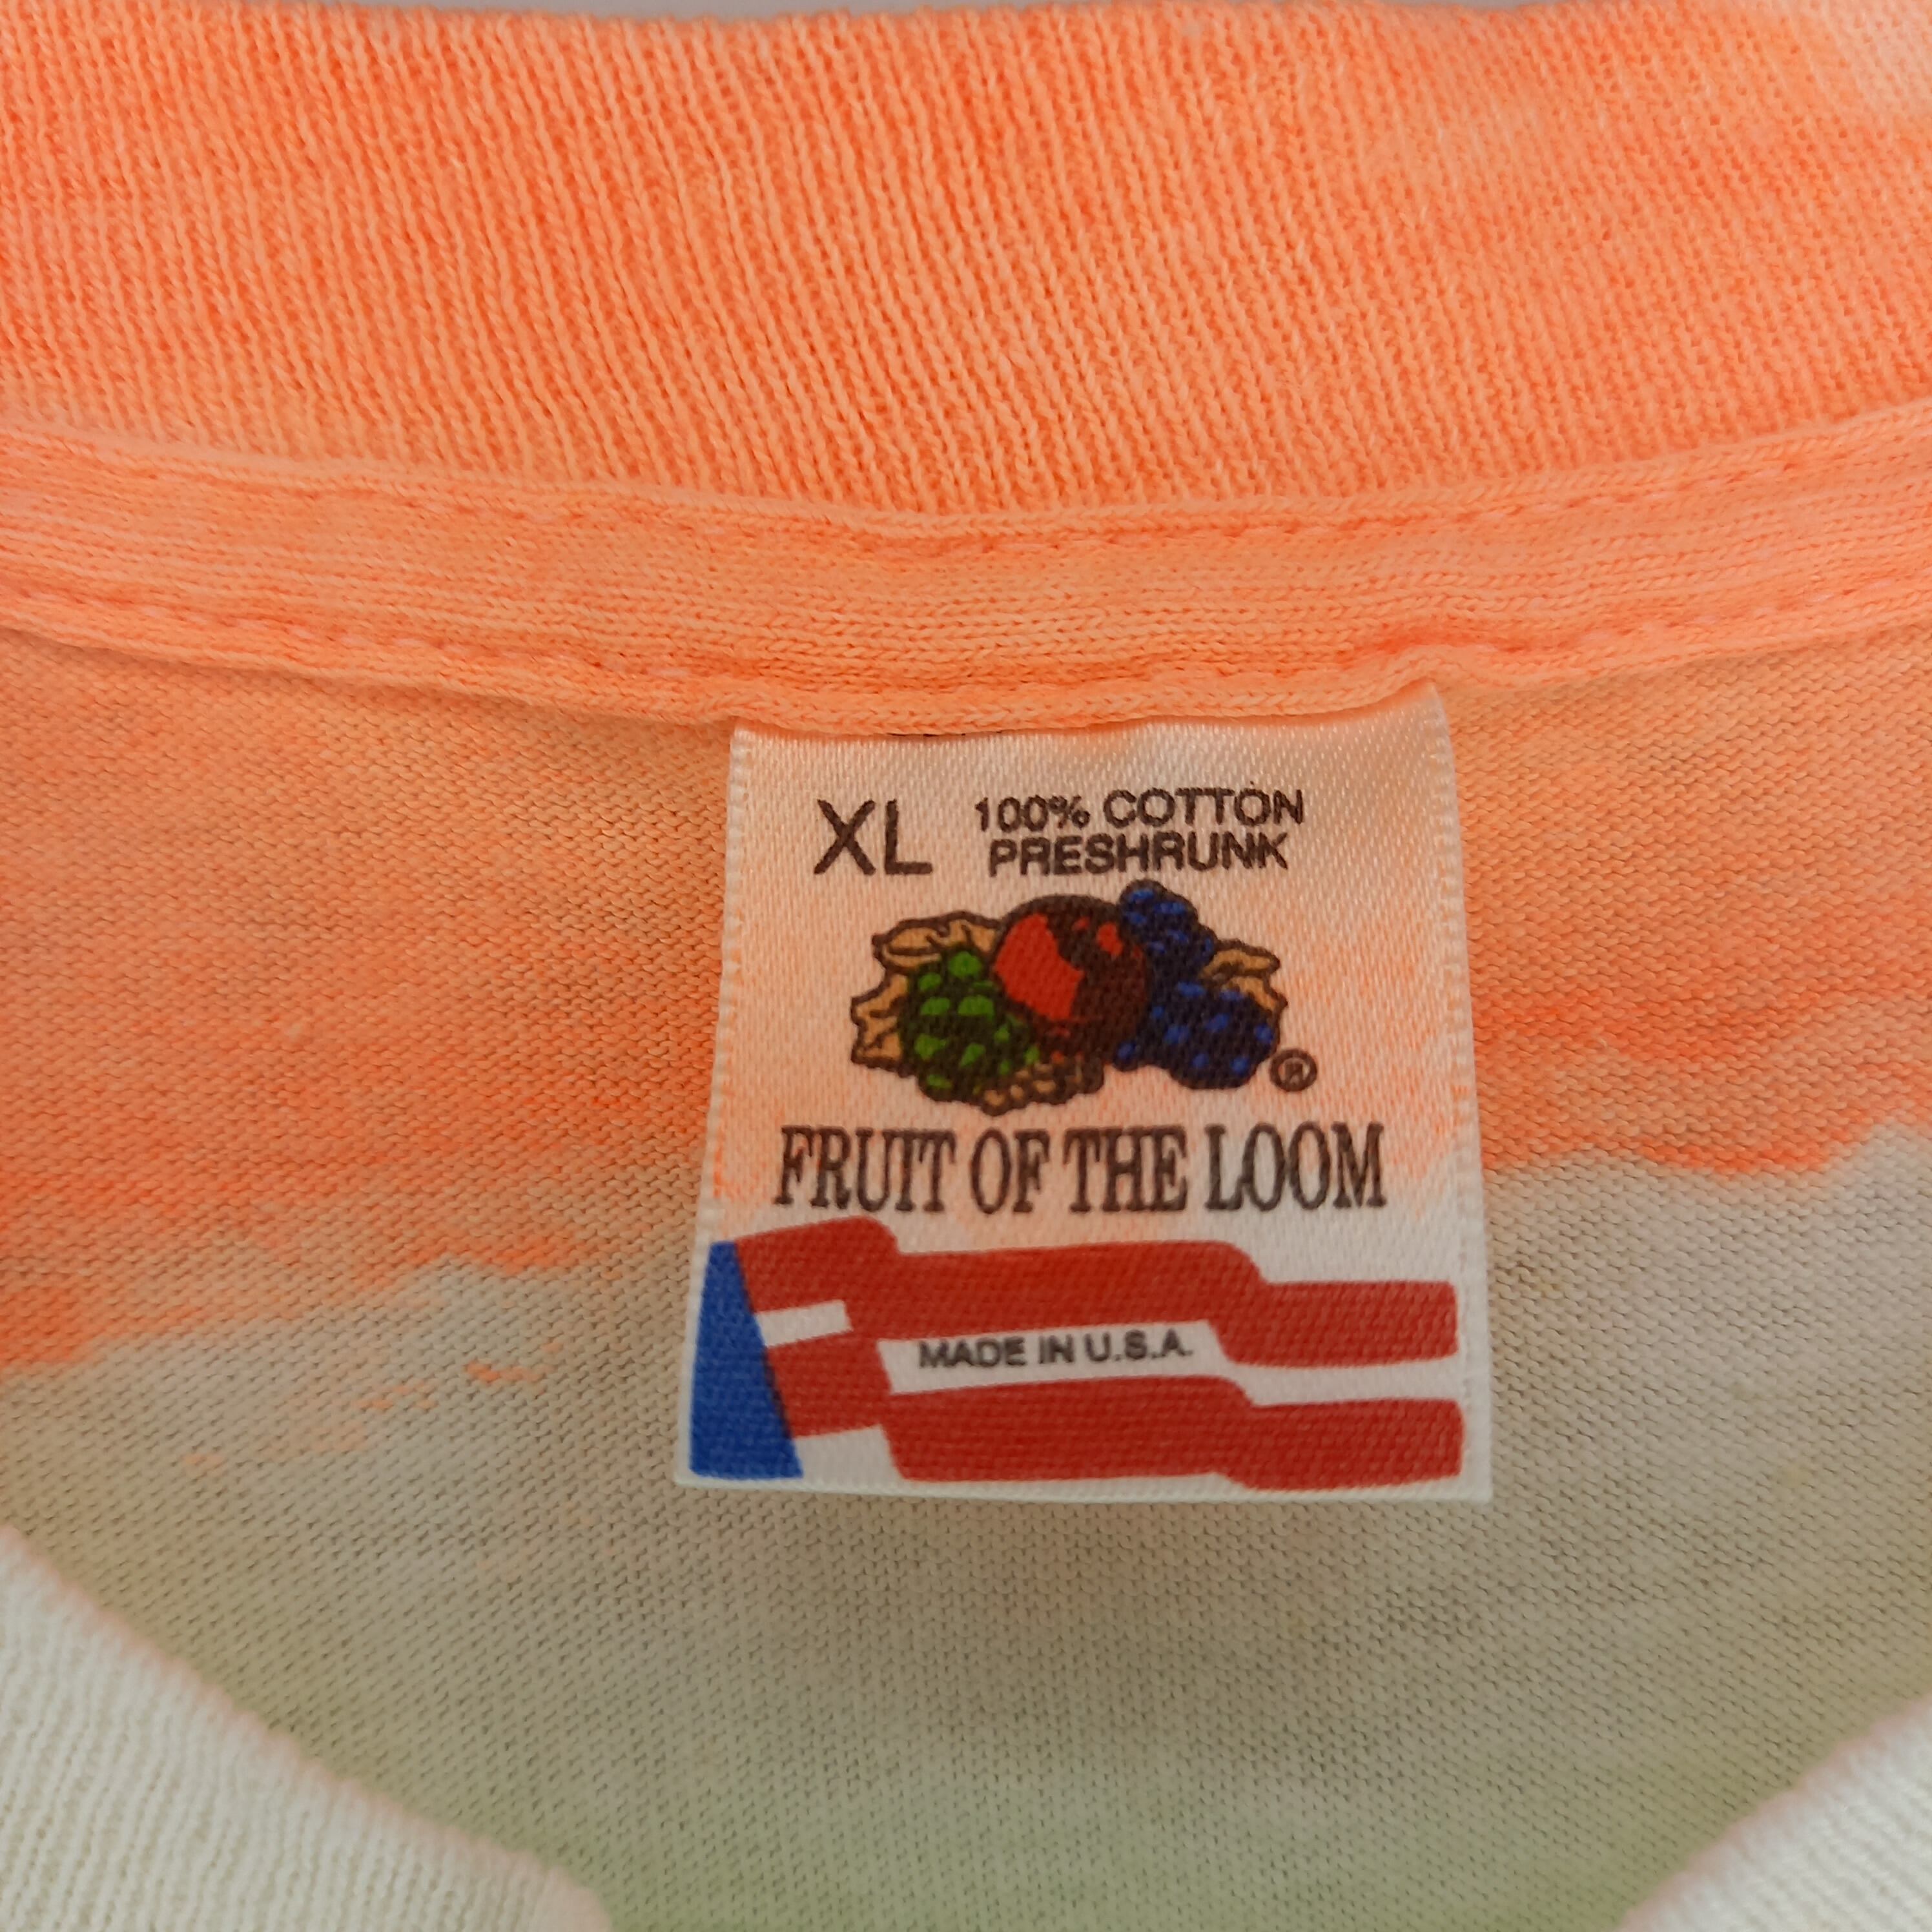 XL
100% COTTON
PRESHRUNK
®
FRUIT OF THE LOOM
MADE IN U.S.A.